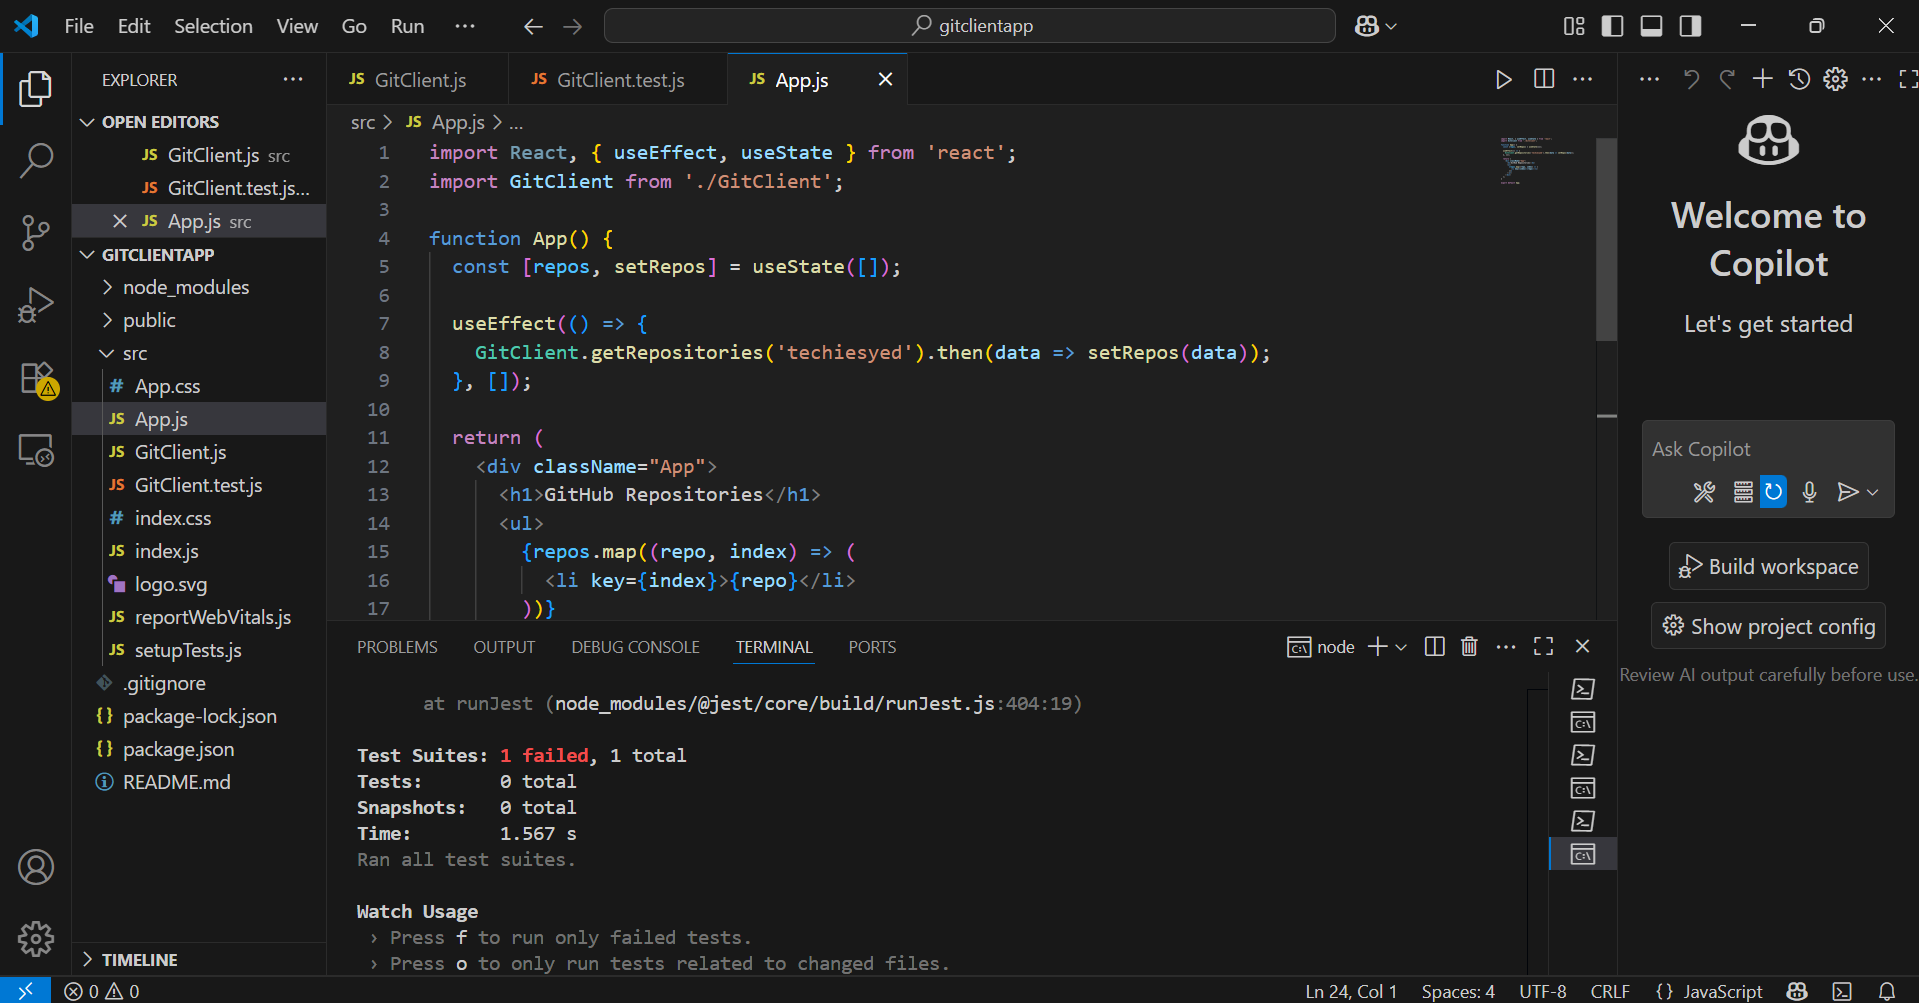 File Edit Selection View Go Run ··· gitclientapp
EXPLORER
OPEN EDITORS
JS GitClient.js src
JS GitClient.test.js...
JS App.js src
GITCLIENTAPP
node_modules
public
src
# App.css
JS App.js
JS GitClient.js
JS GitClient.test.js
# index.css
JS index.js
logo.svg
JS reportWebVitals.js
JS setupTests.js
.gitignore
{} package-lock.json
{} package.json
README.md
TIMELINE
JS GitClient.js JS GitClient.test.js JS App.js
src > JS App.js > ...
1 import React, { useEffect, useState } from 'react';
2 import GitClient from './GitClient';
3
4 function App() {
5 const [repos, setRepos] = useState([]);
6
7 useEffect(() => {
8 GitClient.getRepositories('techiesyed').then(data => setRepos(data));
9 }, []);
10
11 return (
12 <div className="App">
13 <h1>GitHub Repositories</h1>
14 <ul>
15 {repos.map((repo, index) => (
16 <li key={index}>{repo}</li>
17 ))}
PROBLEMS OUTPUT DEBUG CONSOLE TERMINAL PORTS node
at runJest (node_modules/@jest/core/build/runJest.js:404:19)
Test Suites: 1 failed, 1 total
Tests: 0 total
Snapshots: 0 total
Time: 1.567 s
Ran all test suites.
Watch Usage
› Press f to run only failed tests.
› Press o to only run tests related to changed files.
Welcome to
Copilot
Let's get started
Ask Copilot
Build workspace
Show project config
Review AI output carefully before use.
0 0 Ln 24, Col 1 Spaces: 4 UTF-8 CRLF {} JavaScript